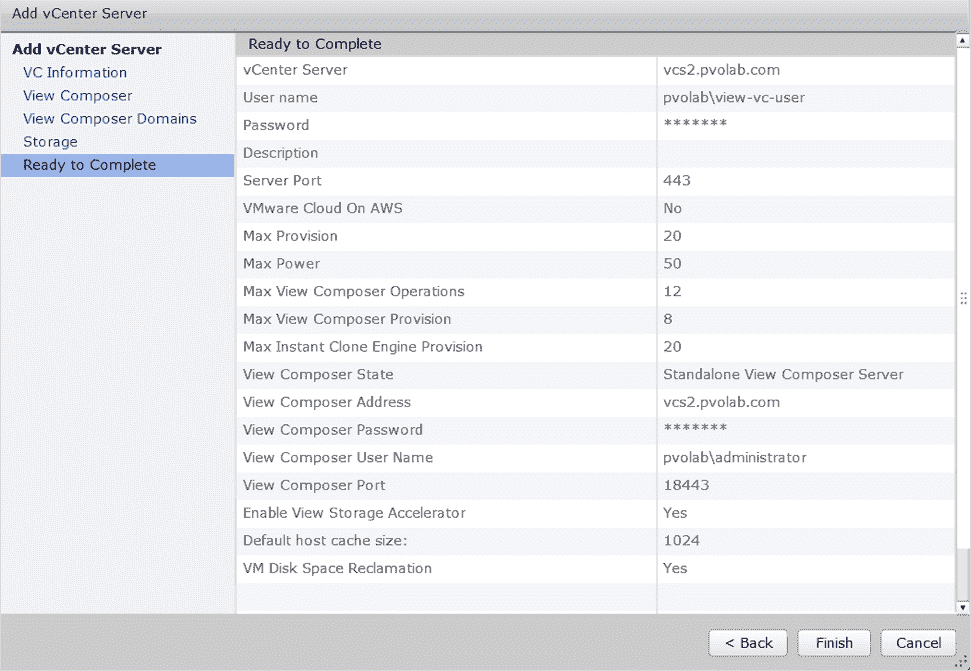 Add vCenter Server
Add vCenter Server
VC Information
View Composer
View Composer Domains
Storage
Ready to Complete
Ready to Complete
vCenter Server vcs2.pvolab.com
User name pvolab\view-vc-user
Password *******
Description
Server Port 443
VMware Cloud On AWS No
Max Provision 20
Max Power 50
Max View Composer Operations 12
Max View Composer Provision 8
Max Instant Clone Engine Provision 20
View Composer State Standalone View Composer Server
View Composer Address vcs2.pvolab.com
View Composer Password *******
View Composer User Name pvolab\administrator
View Composer Port 18443
Enable View Storage Accelerator Yes
Default host cache size: 1024
VM Disk Space Reclamation Yes
< Back Finish Cancel